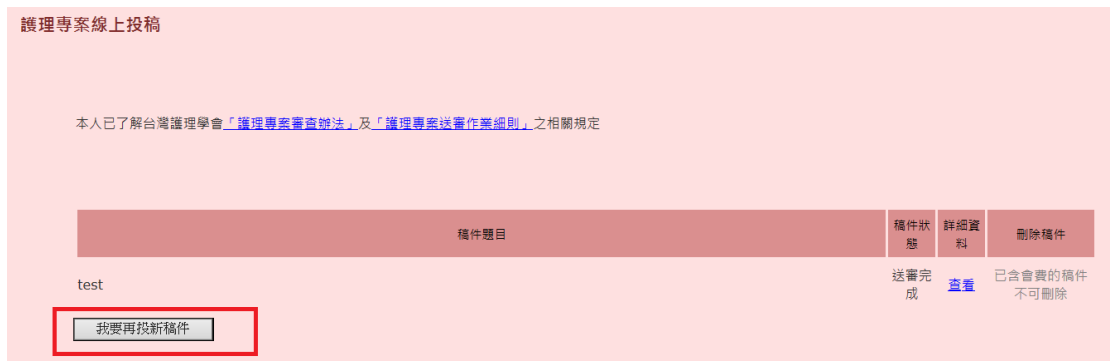 護理專案線上投稿
本人已了解台灣護理學會「護理專案審查辦法」及「護理專案送審作業細則」之相關規定
稿件題目 稿件狀態 詳細資料 刪除稿件
test 送審完成 查看 已含會費的稿件不可刪除
我要再投新稿件